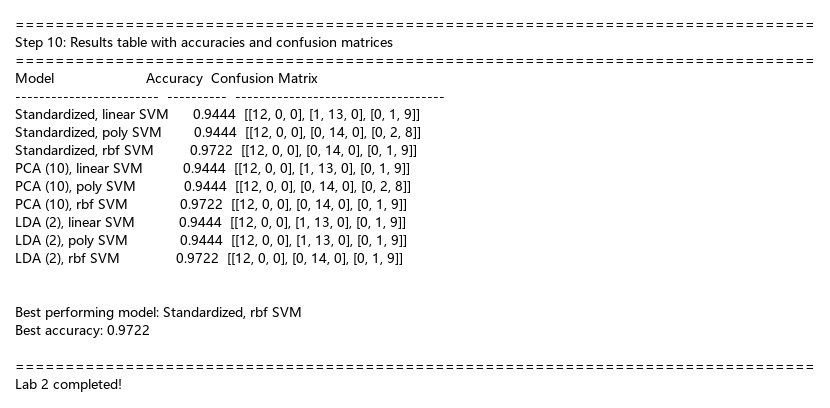 ================================================================================
Step 10: Results table with accuracies and confusion matrices
================================================================================
Model                     Accuracy  Confusion Matrix
------------------------- ---------- -----------------------------------
Standardized, linear SVM      0.9444  [[12, 0, 0], [1, 13, 0], [0, 1, 9]]
Standardized, poly SVM        0.9444  [[12, 0, 0], [0, 14, 0], [0, 2, 8]]
Standardized, rbf SVM         0.9722  [[12, 0, 0], [0, 14, 0], [0, 1, 9]]
PCA (10), linear SVM          0.9444  [[12, 0, 0], [1, 13, 0], [0, 1, 9]]
PCA (10), poly SVM            0.9444  [[12, 0, 0], [0, 14, 0], [0, 2, 8]]
PCA (10), rbf SVM             0.9722  [[12, 0, 0], [0, 14, 0], [0, 1, 9]]
LDA (2), linear SVM           0.9444  [[12, 0, 0], [1, 13, 0], [0, 1, 9]]
LDA (2), poly SVM             0.9444  [[12, 0, 0], [1, 13, 0], [0, 1, 9]]
LDA (2), rbf SVM              0.9722  [[12, 0, 0], [0, 14, 0], [0, 1, 9]]
Best performing model: Standardized, rbf SVM
Best accuracy: 0.9722
================================================================================
Lab 2 completed!